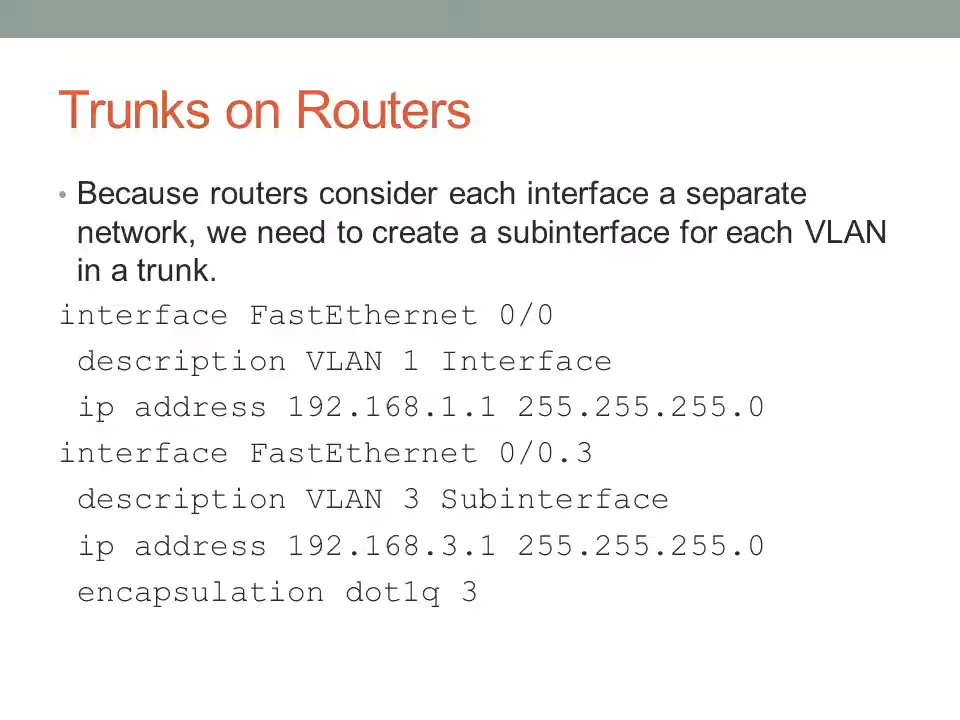 Trunks on Routers
• Because routers consider each interface a separate
network, we need to create a subinterface for each VLAN
in a trunk.
interface FastEthernet 0/0
description VLAN 1 Interface
ip address 192.168.1.1 255.255.255.0
interface FastEthernet 0/0.3
description VLAN 3 Subinterface
ip address 192.168.3.1 255.255.255.0
encapsulation dot1q 3